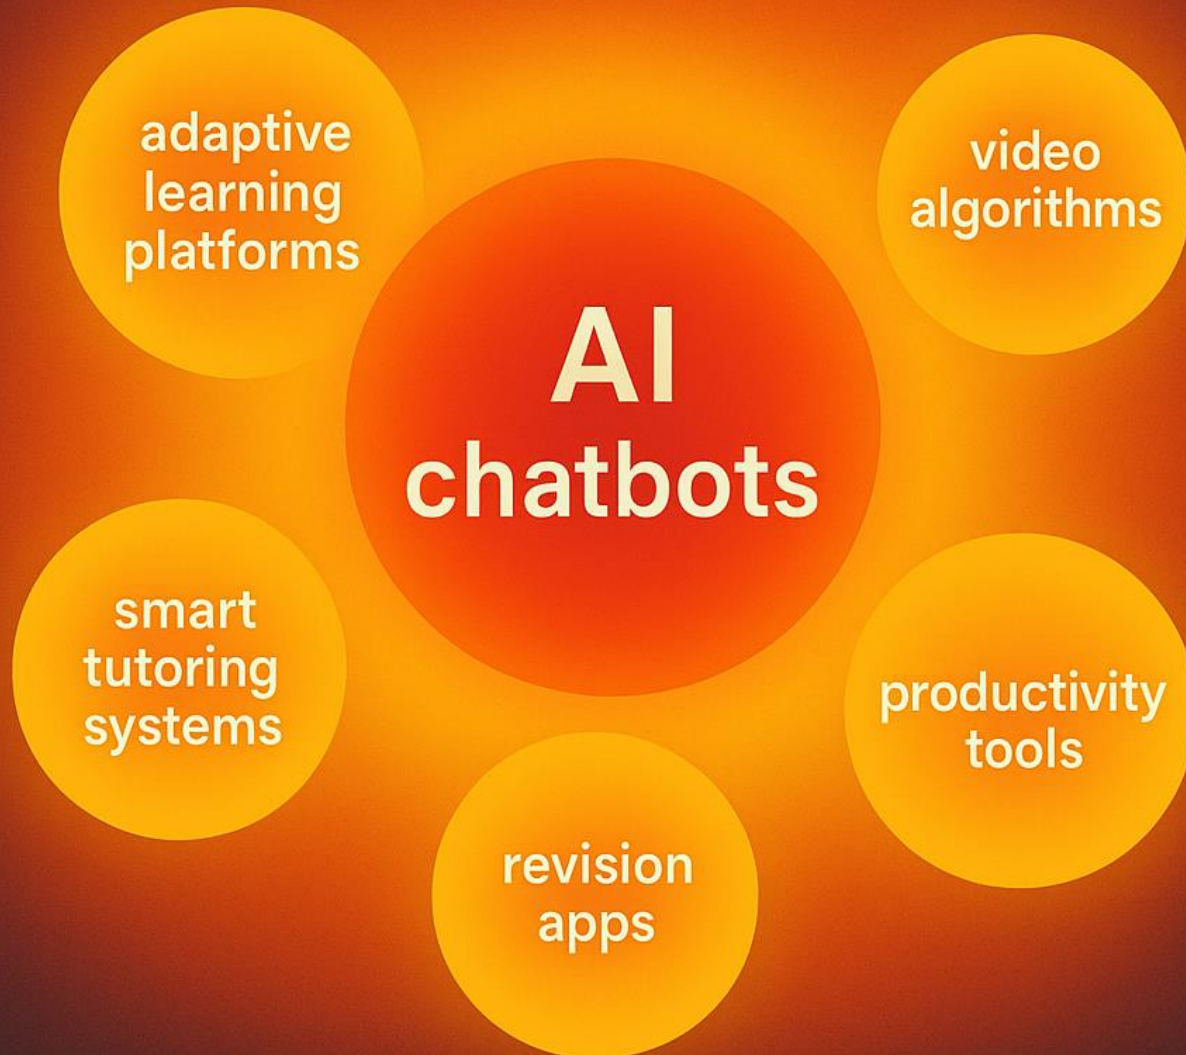 adaptive
learning
platforms
video
algorithms
AI
chatbots
smart
tutoring
systems
productivity
tools
revision
apps